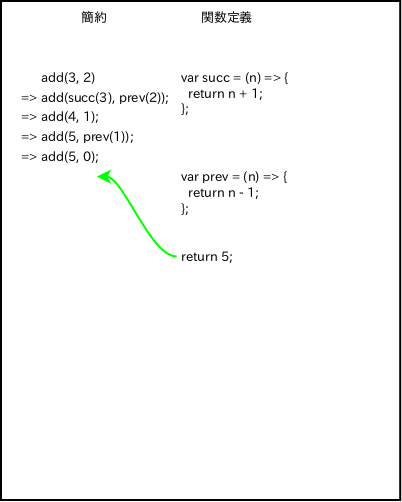 簡約
関数定義
add(3, 2)
=> add(succ(3), prev(2));
=> add(4, 1);
=> add(5, prev(1));
=> add(5, 0);
var succ = (n) => {
return n + 1;
};
var prev = (n) => {
return n - 1;
};
return 5;